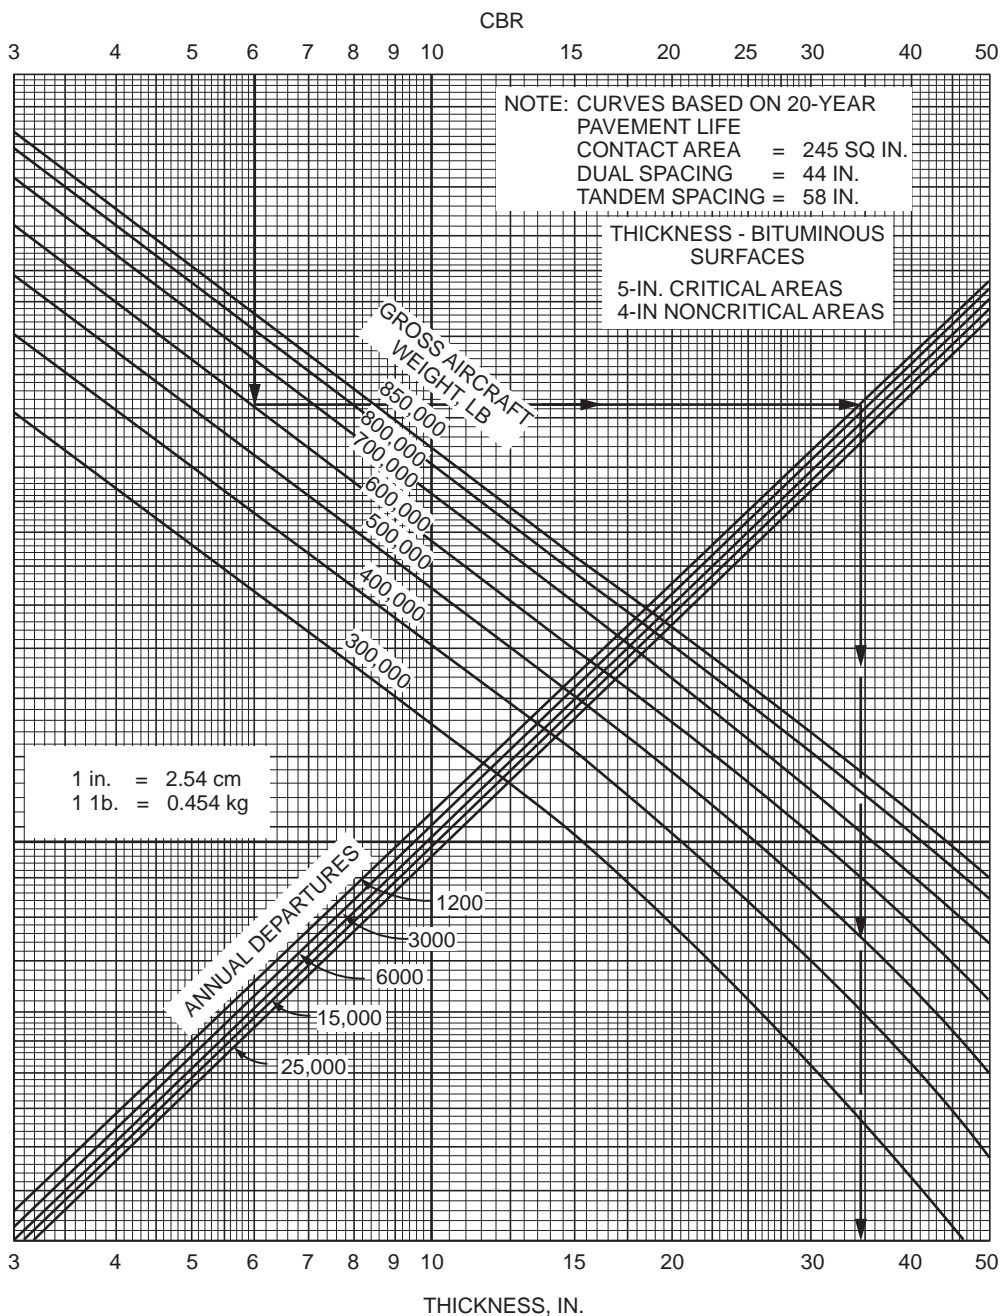 CBR
3 4 5 6 7 8 9 10 15 20 25 30 40 50
NOTE: CURVES BASED ON 20-YEAR
PAVEMENT LIFE
CONTACT AREA = 245 SQ IN.
DUAL SPACING = 44 IN.
TANDEM SPACING = 58 IN.
THICKNESS - BITUMINOUS
SURFACES
5-IN. CRITICAL AREAS
4-IN NONCRITICAL AREAS
GROSS AIRCRAFT
WEIGHT, LB
850,000
800,000
700,000
600,000
500,000
400,000
300,000
1 in. = 2.54 cm
1 1b. = 0.454 kg
ANNUAL DEPARTURES
1200
3000
6000
15,000
25,000
3 4 5 6 7 8 9 10 15 20 30 40 50
THICKNESS, IN.